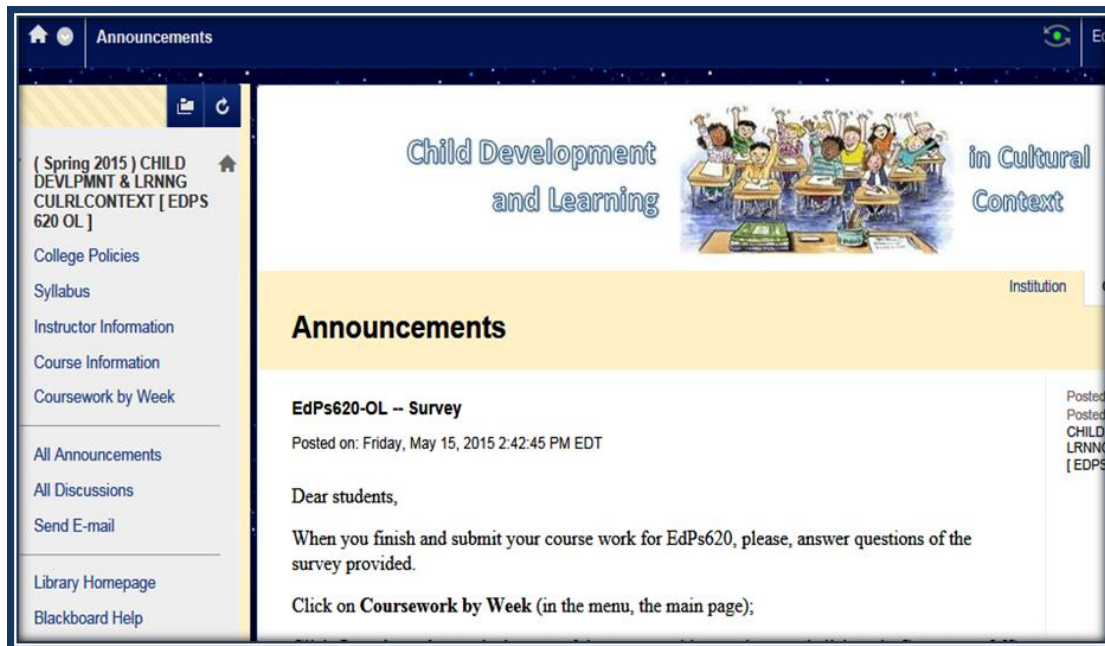 Announcements
Ec
( Spring 2015 ) CHILD
DEVLPMNT & LRNNG
CULRLCONTEXT [ EDPS
620 OL ]
College Policies
Syllabus
Instructor Information
Course Information
Coursework by Week
All Announcements
All Discussions
Send E-mail
Library Homepage
Blackboard Help
Child Development
and Learning
in Cultural
Context
Institution
Announcements
EdPs620-OL -- Survey
Posted on: Friday, May 15, 2015 2:42:45 PM EDT
Dear students,
When you finish and submit your course work for EdPs620, please, answer questions of the
survey provided.
Click on Coursework by Week (in the menu, the main page);
Posted
Posted
CHILD
LRNNG
[ EDPS